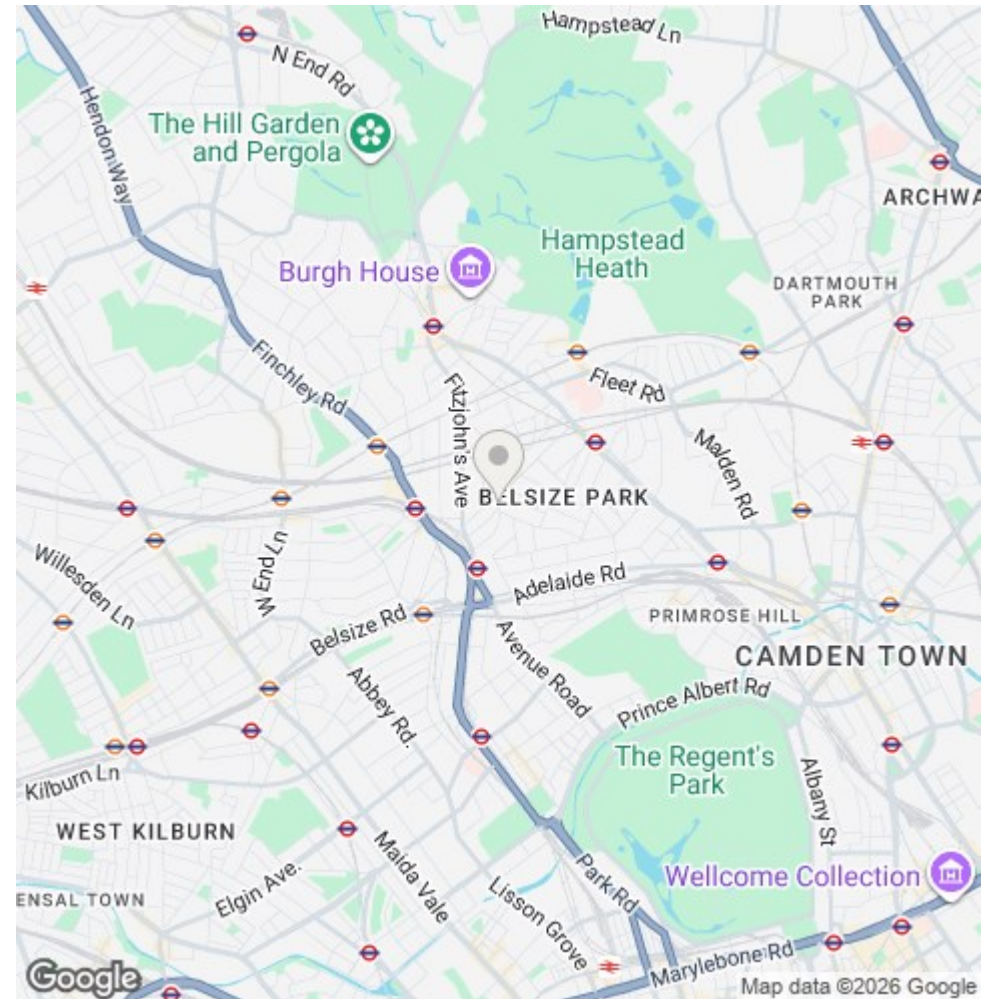 Hampstead Ln
N End Rd
The Hill Garden
and Pergola
Hendon Way
ARCHWA
Hampstead
Heath
Burgh House
DARTMOUTH
PARK
Finchley Rd
Fitzjohn's Ave
Fleet Rd
Malden Rd
BELSIZE PARK
W End Ln
Willesden Ln
Adelaide Rd
Belsize Rd
PRIMROSE HILL
Avenue Road
CAMDEN TOWN
Abbey Rd.
Prince Albert Rd
The Regent's
Park
Albany St
Kilburn Ln
WEST KILBURN
Maida Vale
Park Rd
Wellcome Collection
ENSAL TOWN
Elgin Ave.
Lisson Grove
Marylebone Rd
Google
Map data ©2026 Google